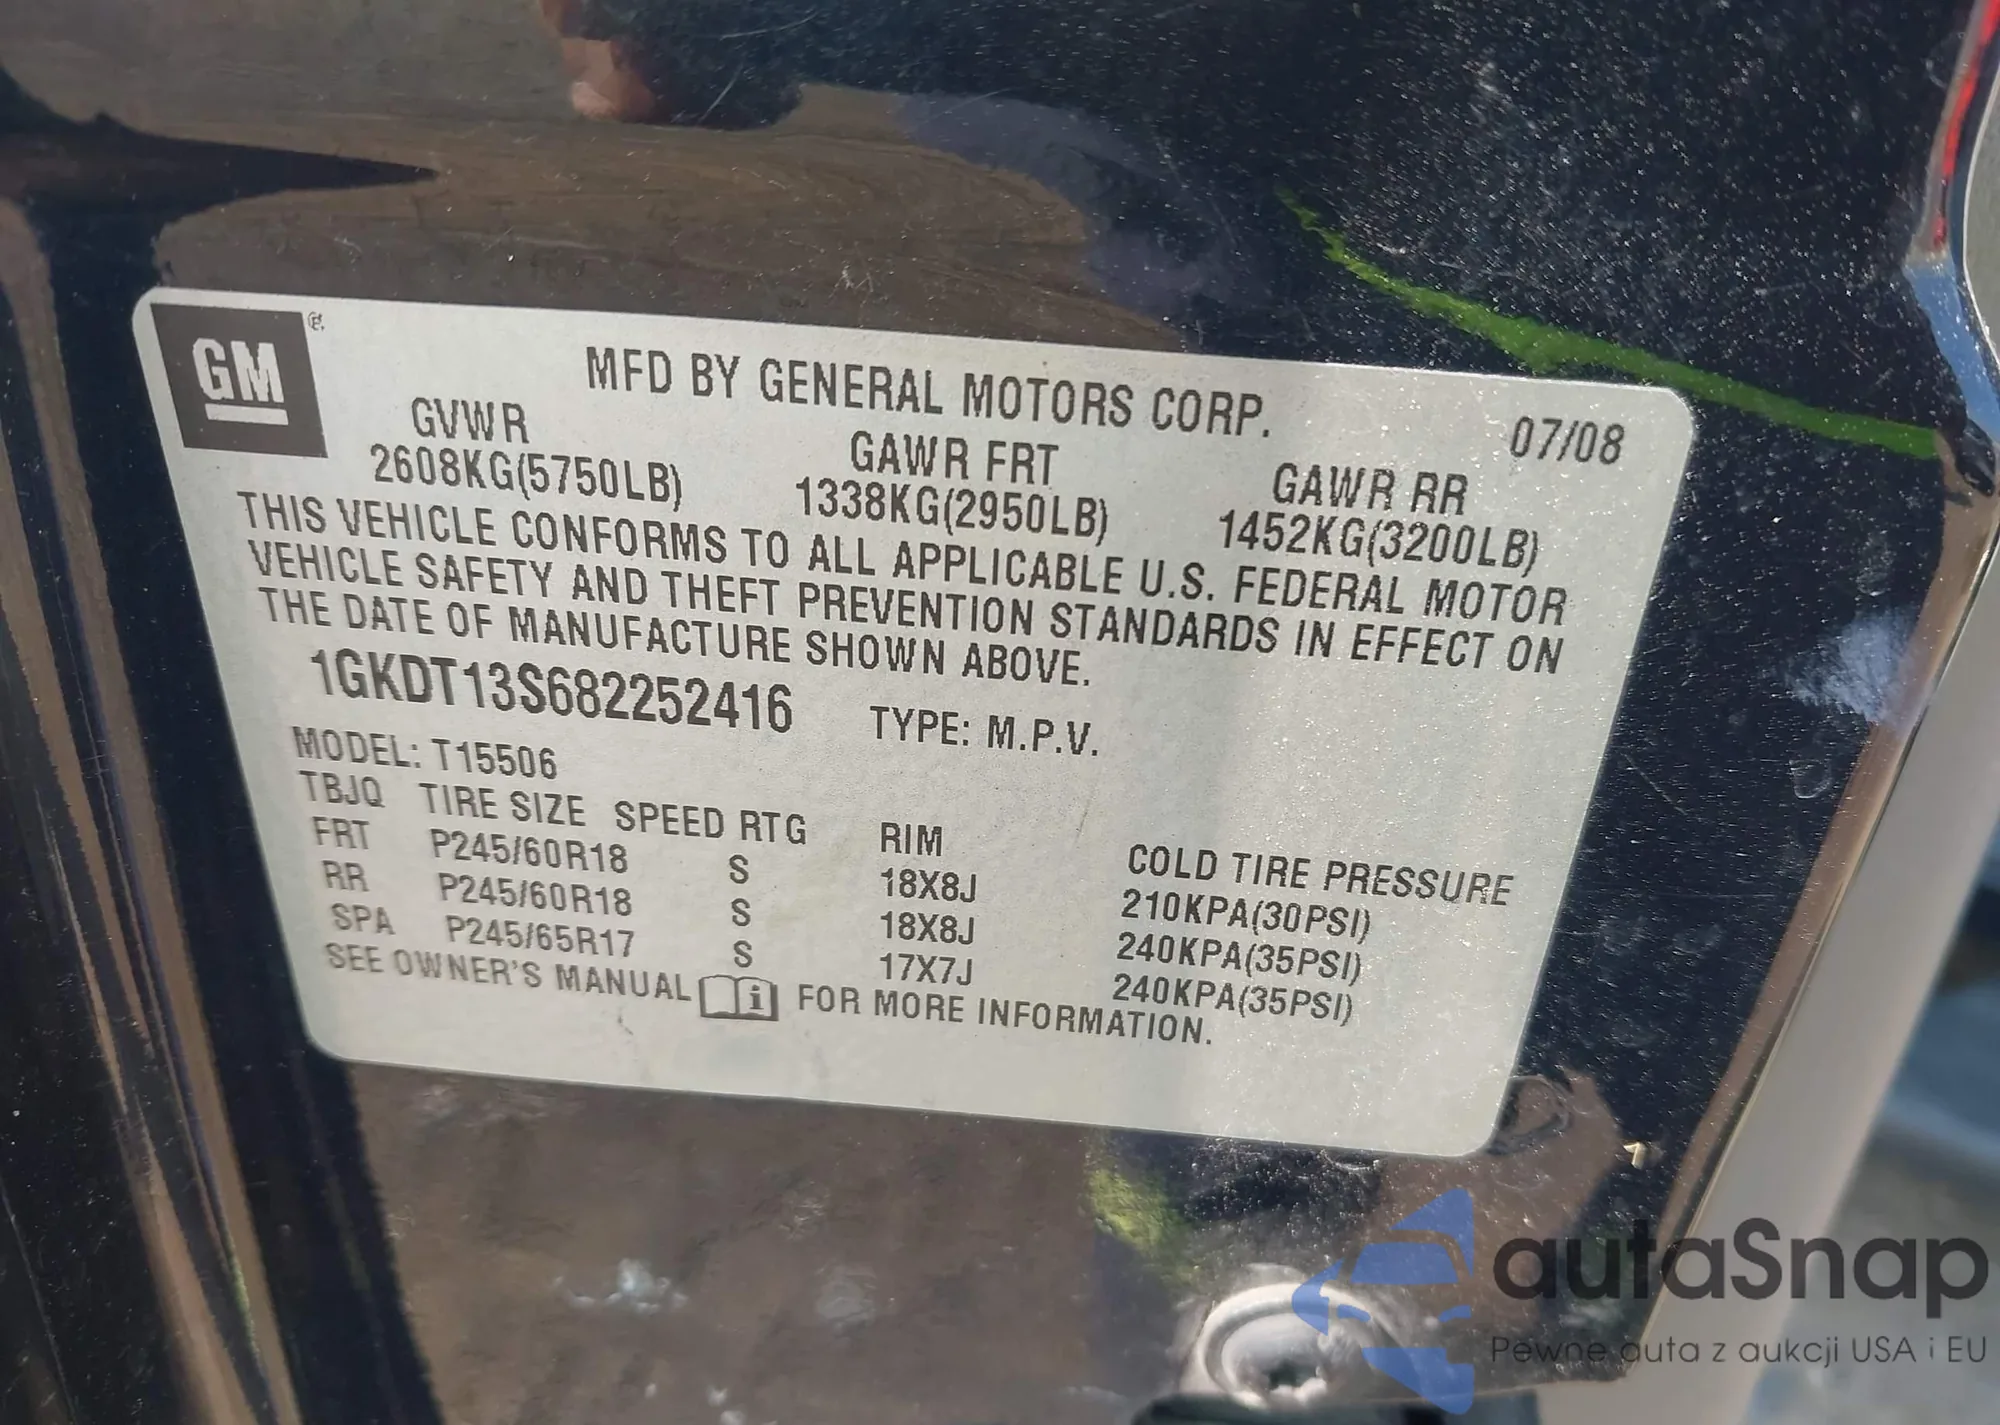 GM
MFD BY GENERAL MOTORS CORP.
07/08
GVWR GAWR FRT GAWR RR
2608KG(5750LB) 1338KG(2950LB) 1452KG(3200LB)
THIS VEHICLE CONFORMS TO ALL APPLICABLE U.S. FEDERAL MOTOR
VEHICLE SAFETY AND THEFT PREVENTION STANDARDS IN EFFECT ON
THE DATE OF MANUFACTURE SHOWN ABOVE.
1GKDT13S682252416 TYPE: M.P.V.
MODEL: T15506
TBJQ TIRE SIZE SPEED RTG RIM COLD TIRE PRESSURE
FRT P245/60R18 S 18X8J 210KPA(30PSI)
RR P245/60R18 S 18X8J 240KPA(35PSI)
SPA P245/65R17 S 17X7J 240KPA(35PSI)
SEE OWNER'S MANUAL FOR MORE INFORMATION.
autaSnap
Pewne auta z aukcji USA i EU